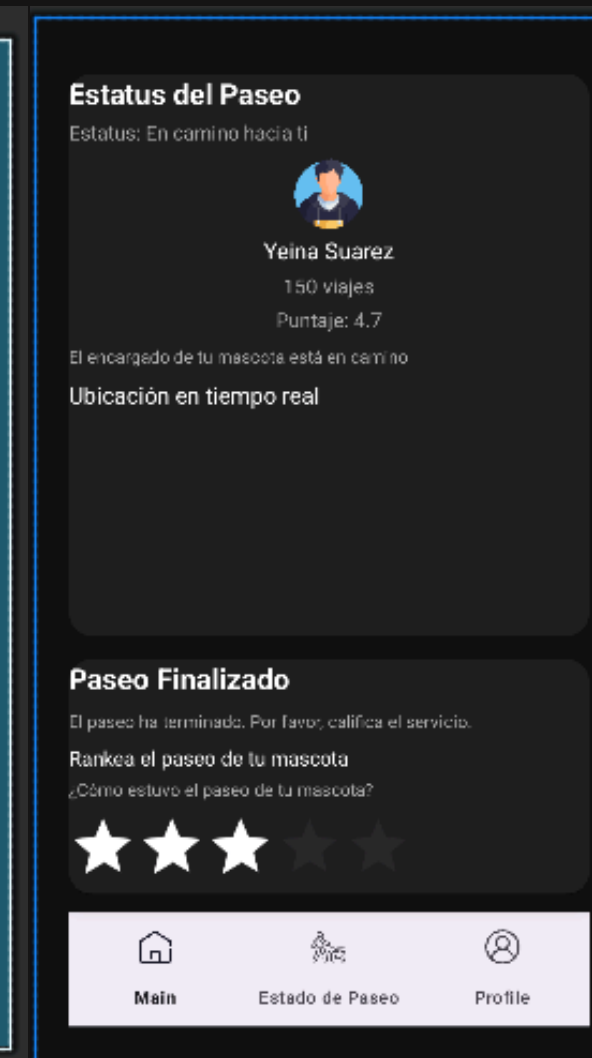 Estatus del Paseo
Estatus: En camino hacia ti
Yeina Suarez
150 viajes
Puntaje: 4.7
El encargado de tu mascota está en camino
Ubicación en tiempo real
Paseo Finalizado
El paseo ha terminado. Por favor, califica el servicio.
Rankea el paseo de tu mascota
¿Cómo estuvo el paseo de tu mascota?
Main
Estado de Paseo
Profile